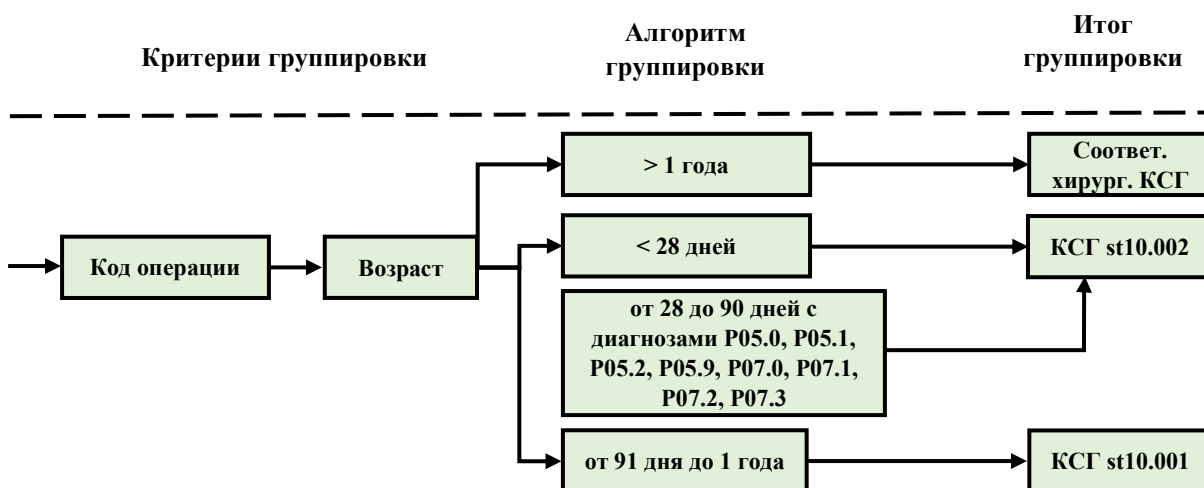 Критерии группировки
Алгоритм
группировки
Итог
группировки
> 1 года
Соответ.
хирург. КСГ
Код операции
Возраст
< 28 дней
КСГ st10.002
от 28 до 90 дней с
диагнозами P05.0, P05.1,
P05.2, P05.9, P07.0, P07.1,
P07.2, P07.3
от 91 дня до 1 года
КСГ st10.001